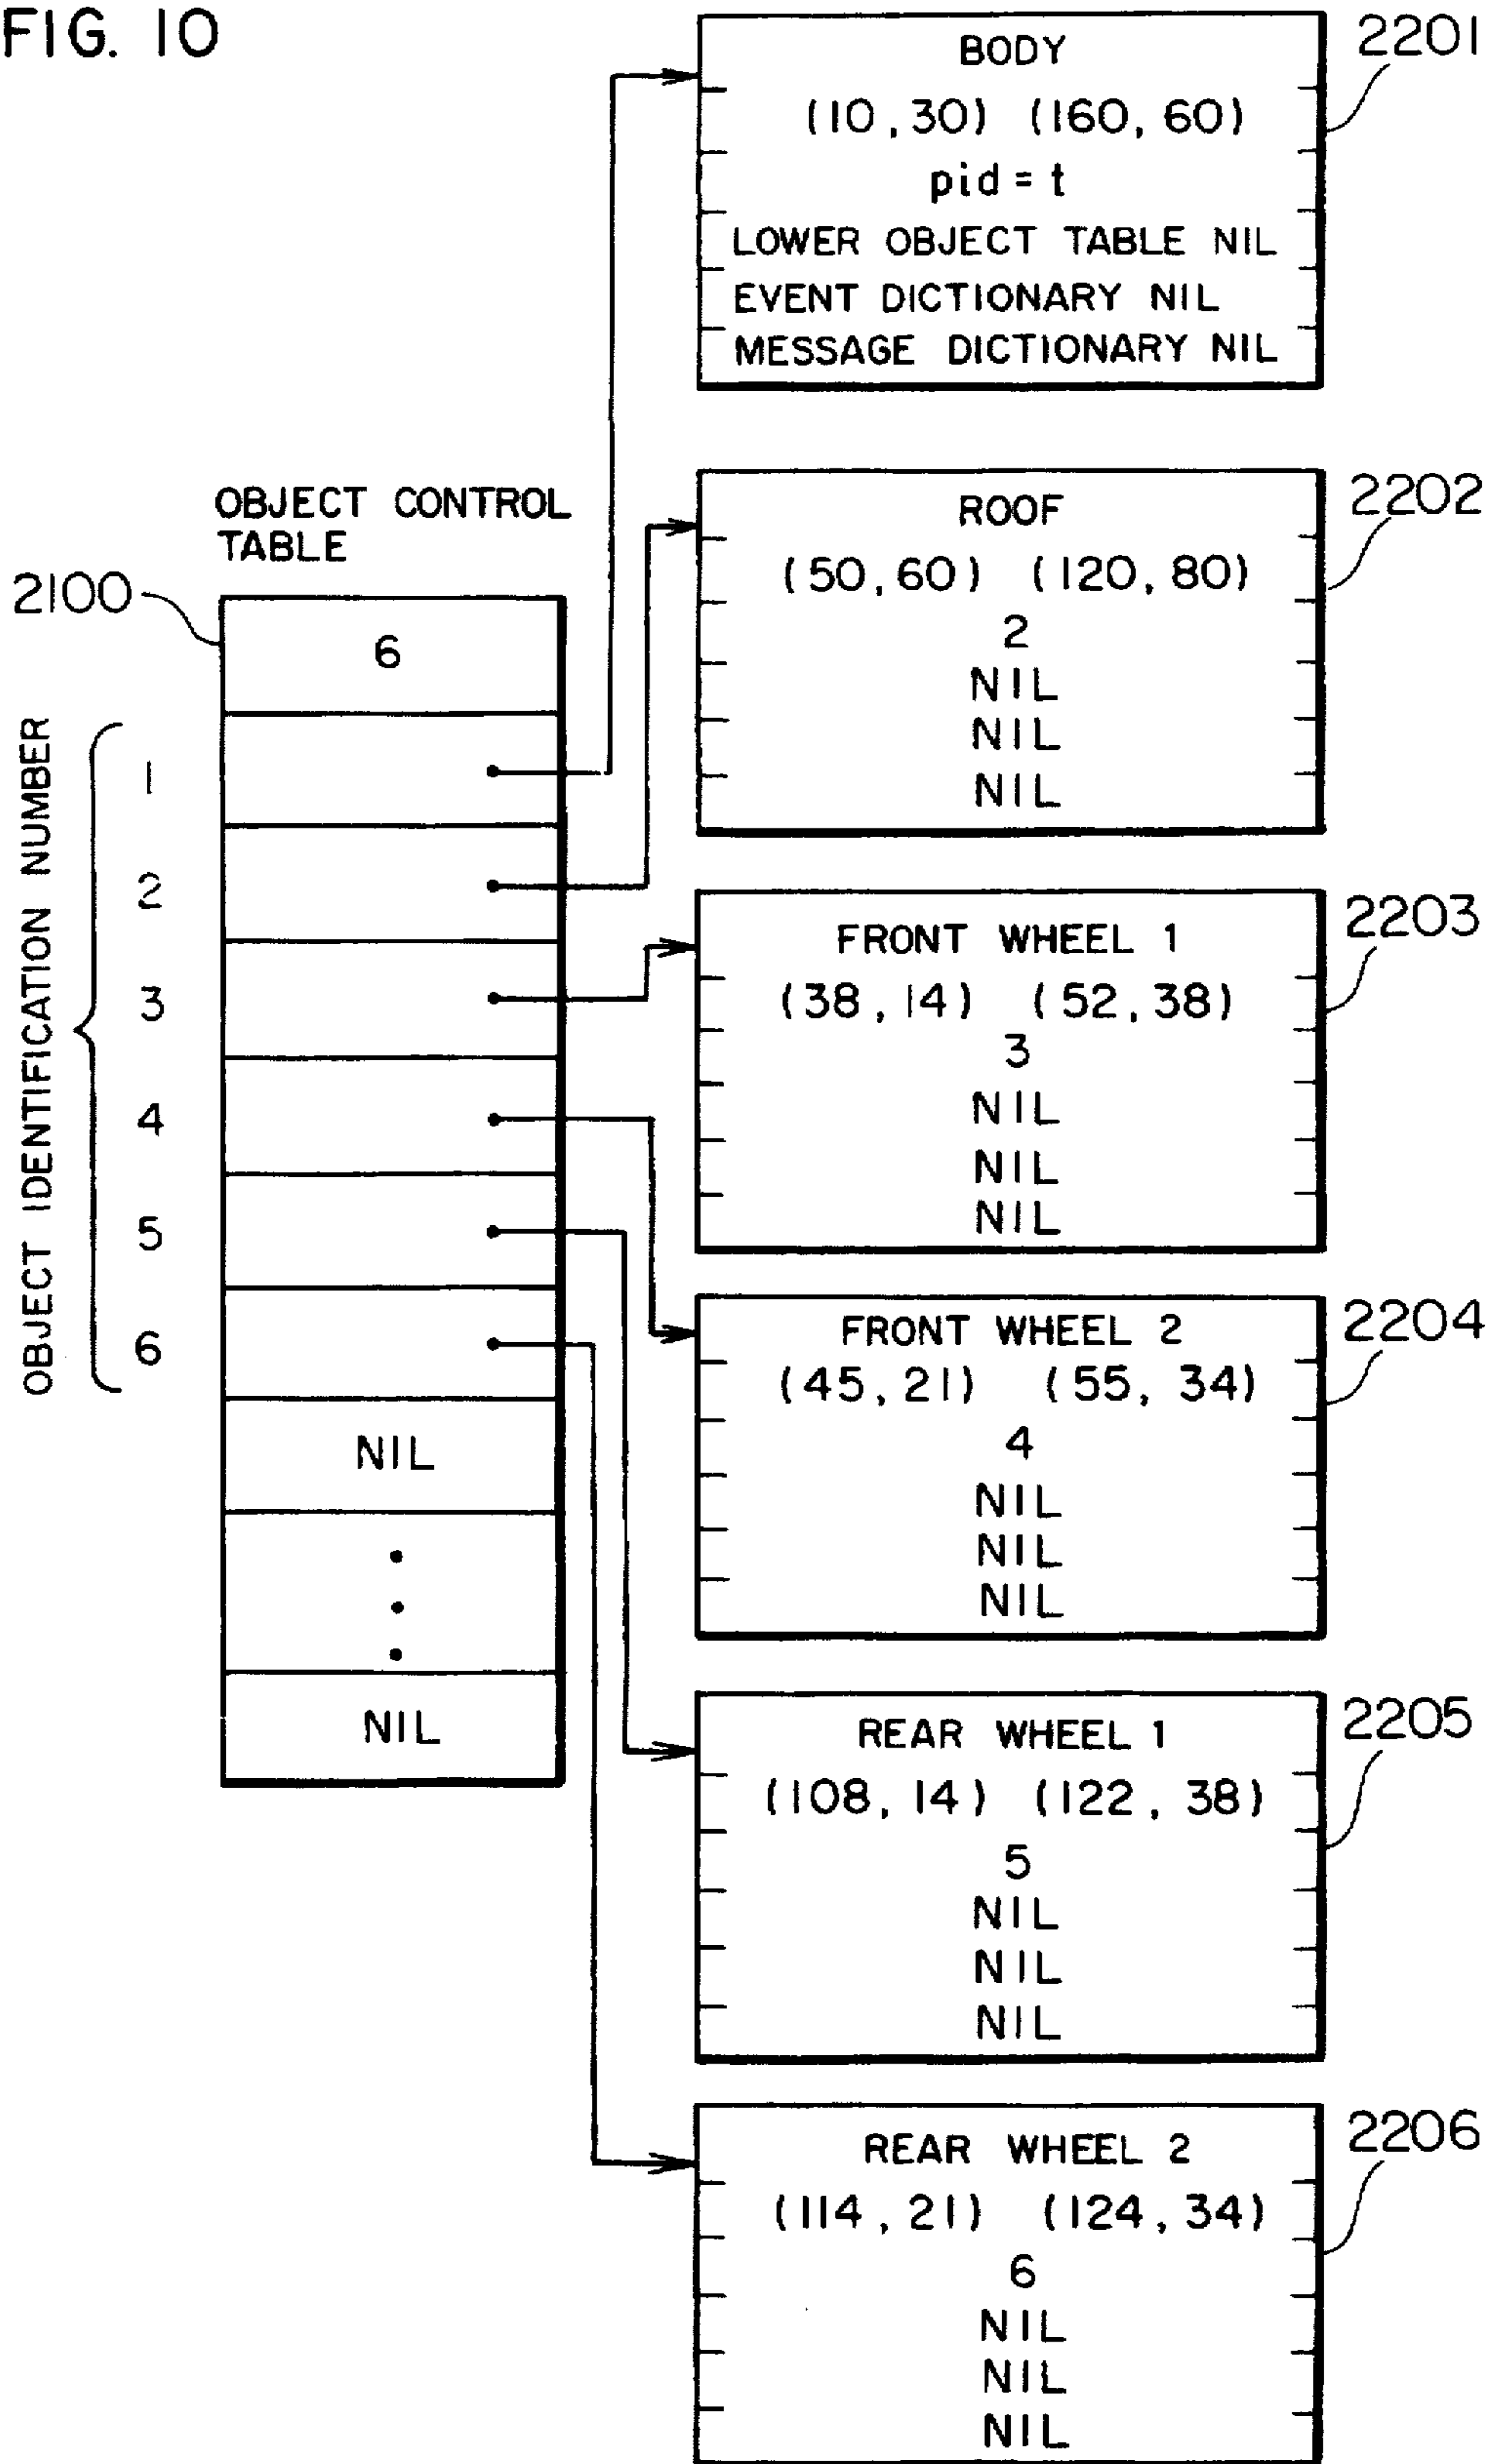 FIG. 10
BODY
(10,30) (160,60)
pid = t
LOWER OBJECT TABLE NIL
EVENT DICTIONARY NIL
MESSAGE DICTIONARY NIL
2201
ROOF
(50,60) (120,80)
2
NIL
NIL
NIL
2202
OBJECT CONTROL
TABLE
2100
6
OBJECT IDENTIFICATION NUMBER
1
2
3
4
5
6
NIL
NIL
FRONT WHEEL 1
(38,14) (52,38)
3
NIL
NIL
NIL
2203
FRONT WHEEL 2
(45,21) (55,34)
4
NIL
NIL
NIL
2204
REAR WHEEL 1
(108,14) (122,38)
5
NIL
NIL
NIL
2205
REAR WHEEL 2
(114,21) (124,34)
6
NIL
NIL
NIL
2206